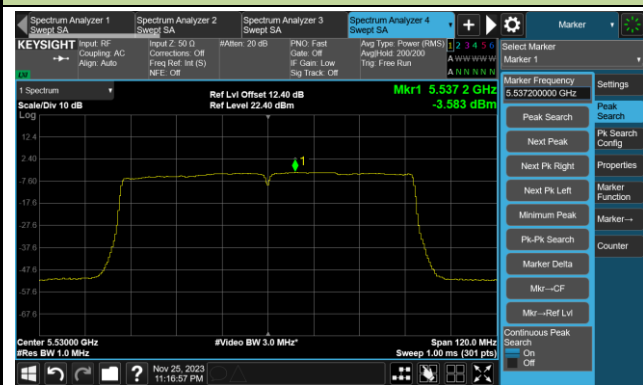 Spectrum Analyzer 1
Swept SA
Spectrum Analyzer 2
Swept SA
Spectrum Analyzer 3
Swept SA
Spectrum Analyzer 4
Swept SA
+
Marker
KEYSIGHT
Input: RF
Coupling: AC
Align: Auto
Input Z: 50 Ω
Corrections: Off
Freq Ref: Int (S)
NFE: Off
#Atten: 20 dB
PNO: Fast
Gate: Off
IF Gain: Low
Sig Track: Off
Avg Type: Power (RMS)
Avg|Hold: 200/200
Trig: Free Run
1 2 3 4 5 6
A W W W W W
A N N N N N
Select Marker
Marker 1
1 Spectrum
Scale/Div 10 dB
Log
Ref Lvl Offset 12.40 dB
Ref Level 22.40 dBm
Mkr1 5.537 2 GHz
-3.583 dBm
12.4
2.40
-7.60
-17.6
-27.6
-37.6
-47.6
-57.6
-67.6
1
Center 5.53000 GHz
#Res BW 1.0 MHz
#Video BW 3.0 MHz*
Span 120.0 MHz
Sweep 1.00 ms (301 pts)
Marker Frequency
5.537200000 GHz
Peak Search
Next Peak
Next Pk Right
Next Pk Left
Minimum Peak
Pk-Pk Search
Marker Delta
Mkr→CF
Mkr→Ref Lvl
Continuous Peak
Search
On
Off
Settings
Peak
Search
Pk Search
Config
Properties
Marker
Function
Marker→
Counter
?
Nov 25, 2023
11:16:57 PM